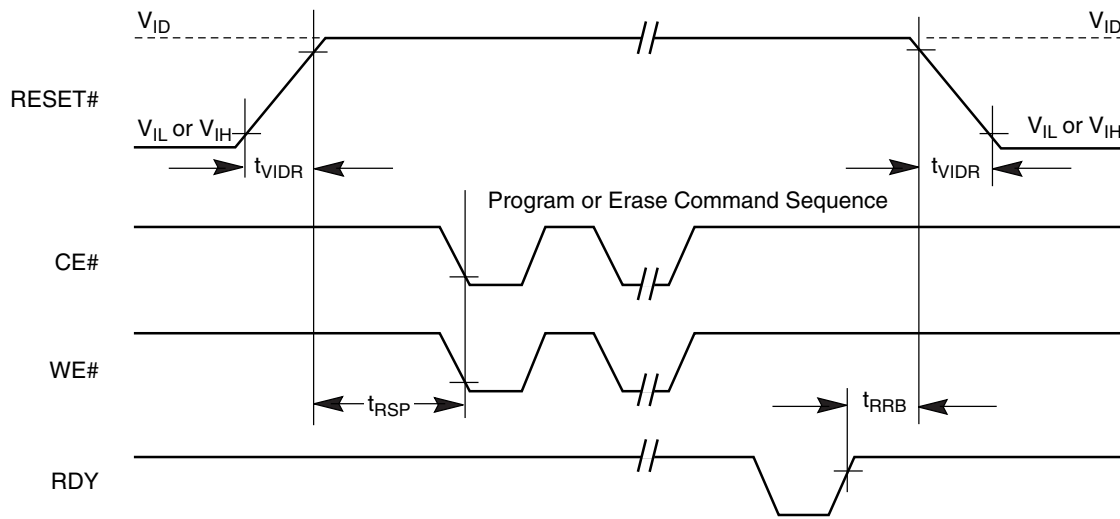 V_ID V_ID
RESET#
V_IL or V_IH V_IL or V_IH
t_VIDR t_VIDR
Program or Erase Command Sequence
CE#
WE#
t_RSP t_RRB
RDY